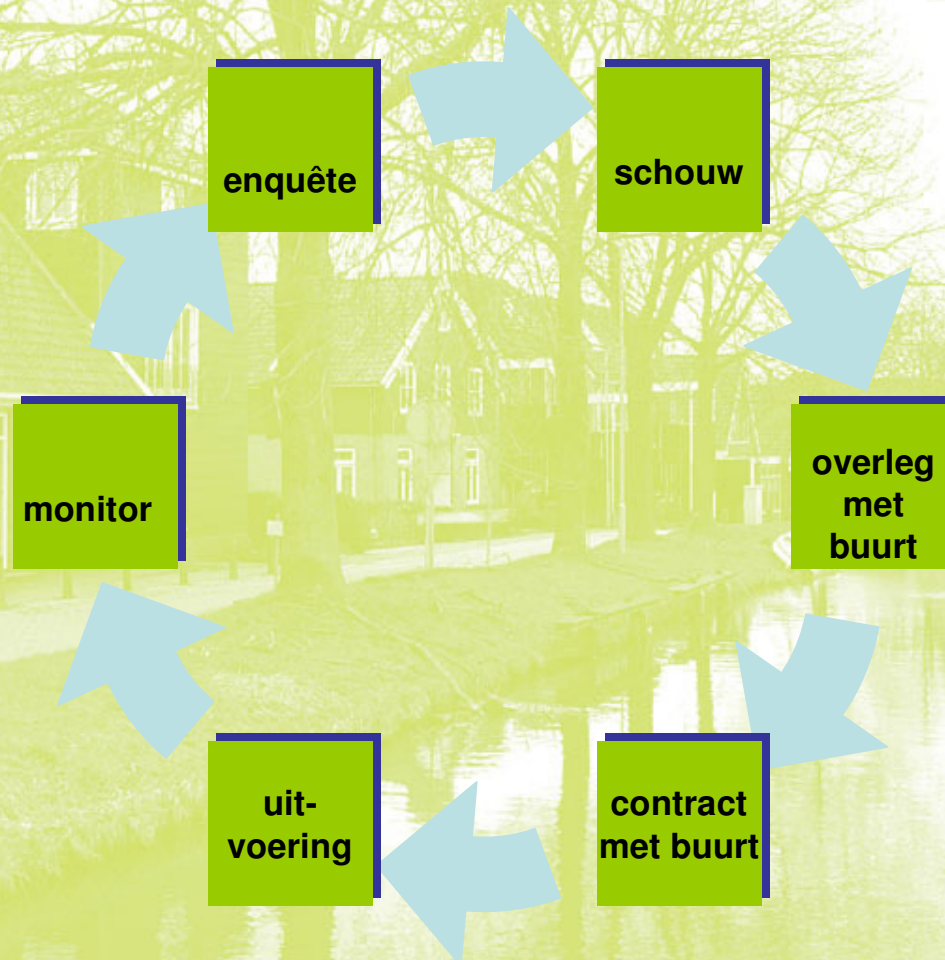 enquête
schouw
overleg
met
buurt
contract
met buurt
uit-
voering
monitor